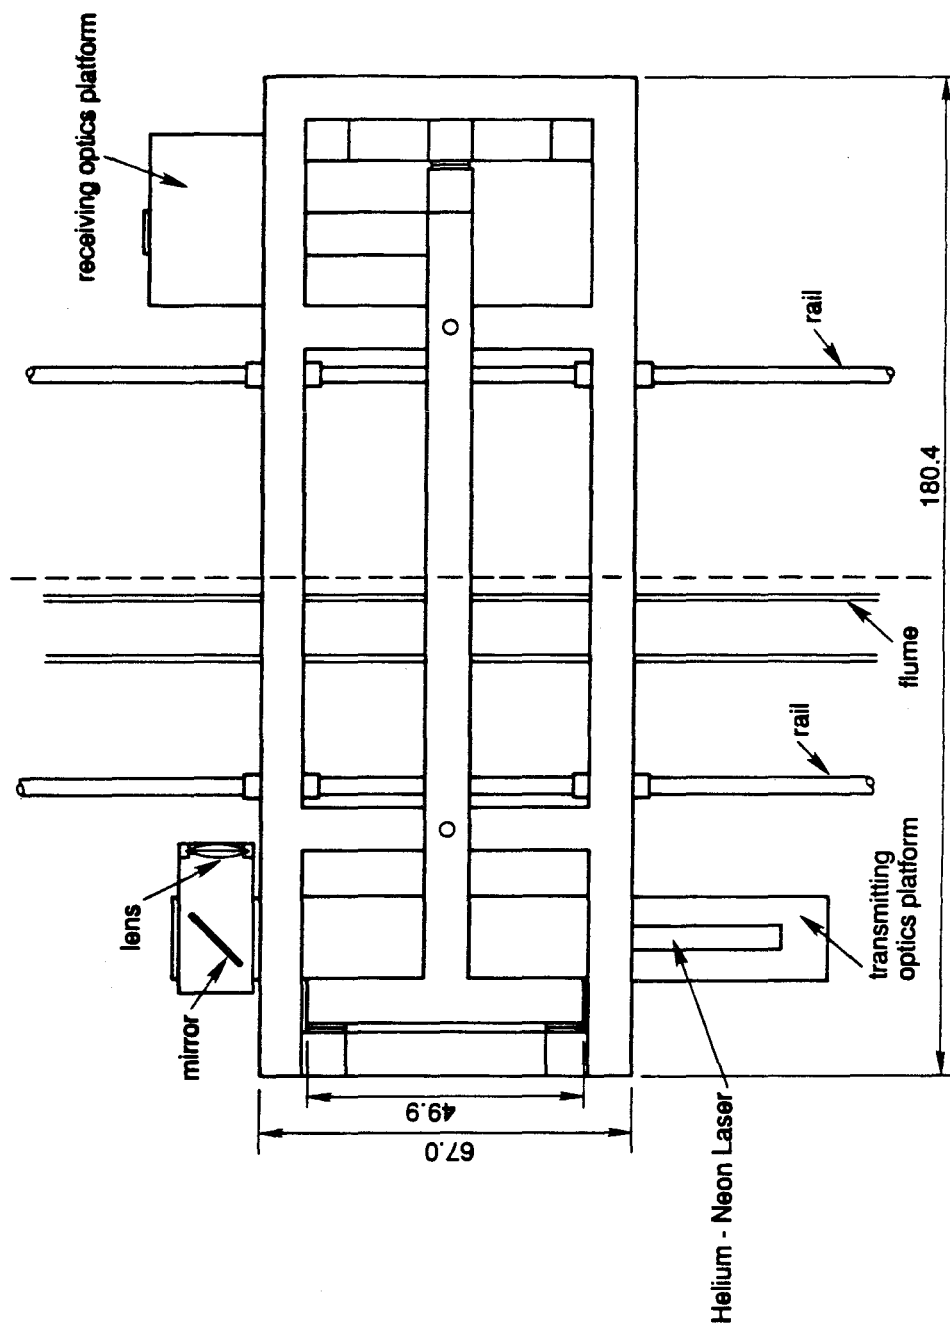 receiving optics platform
rail
180.4
flume
rail
lens
mirror
transmitting
optics platform
49.9
67.0
Helium - Neon Laser